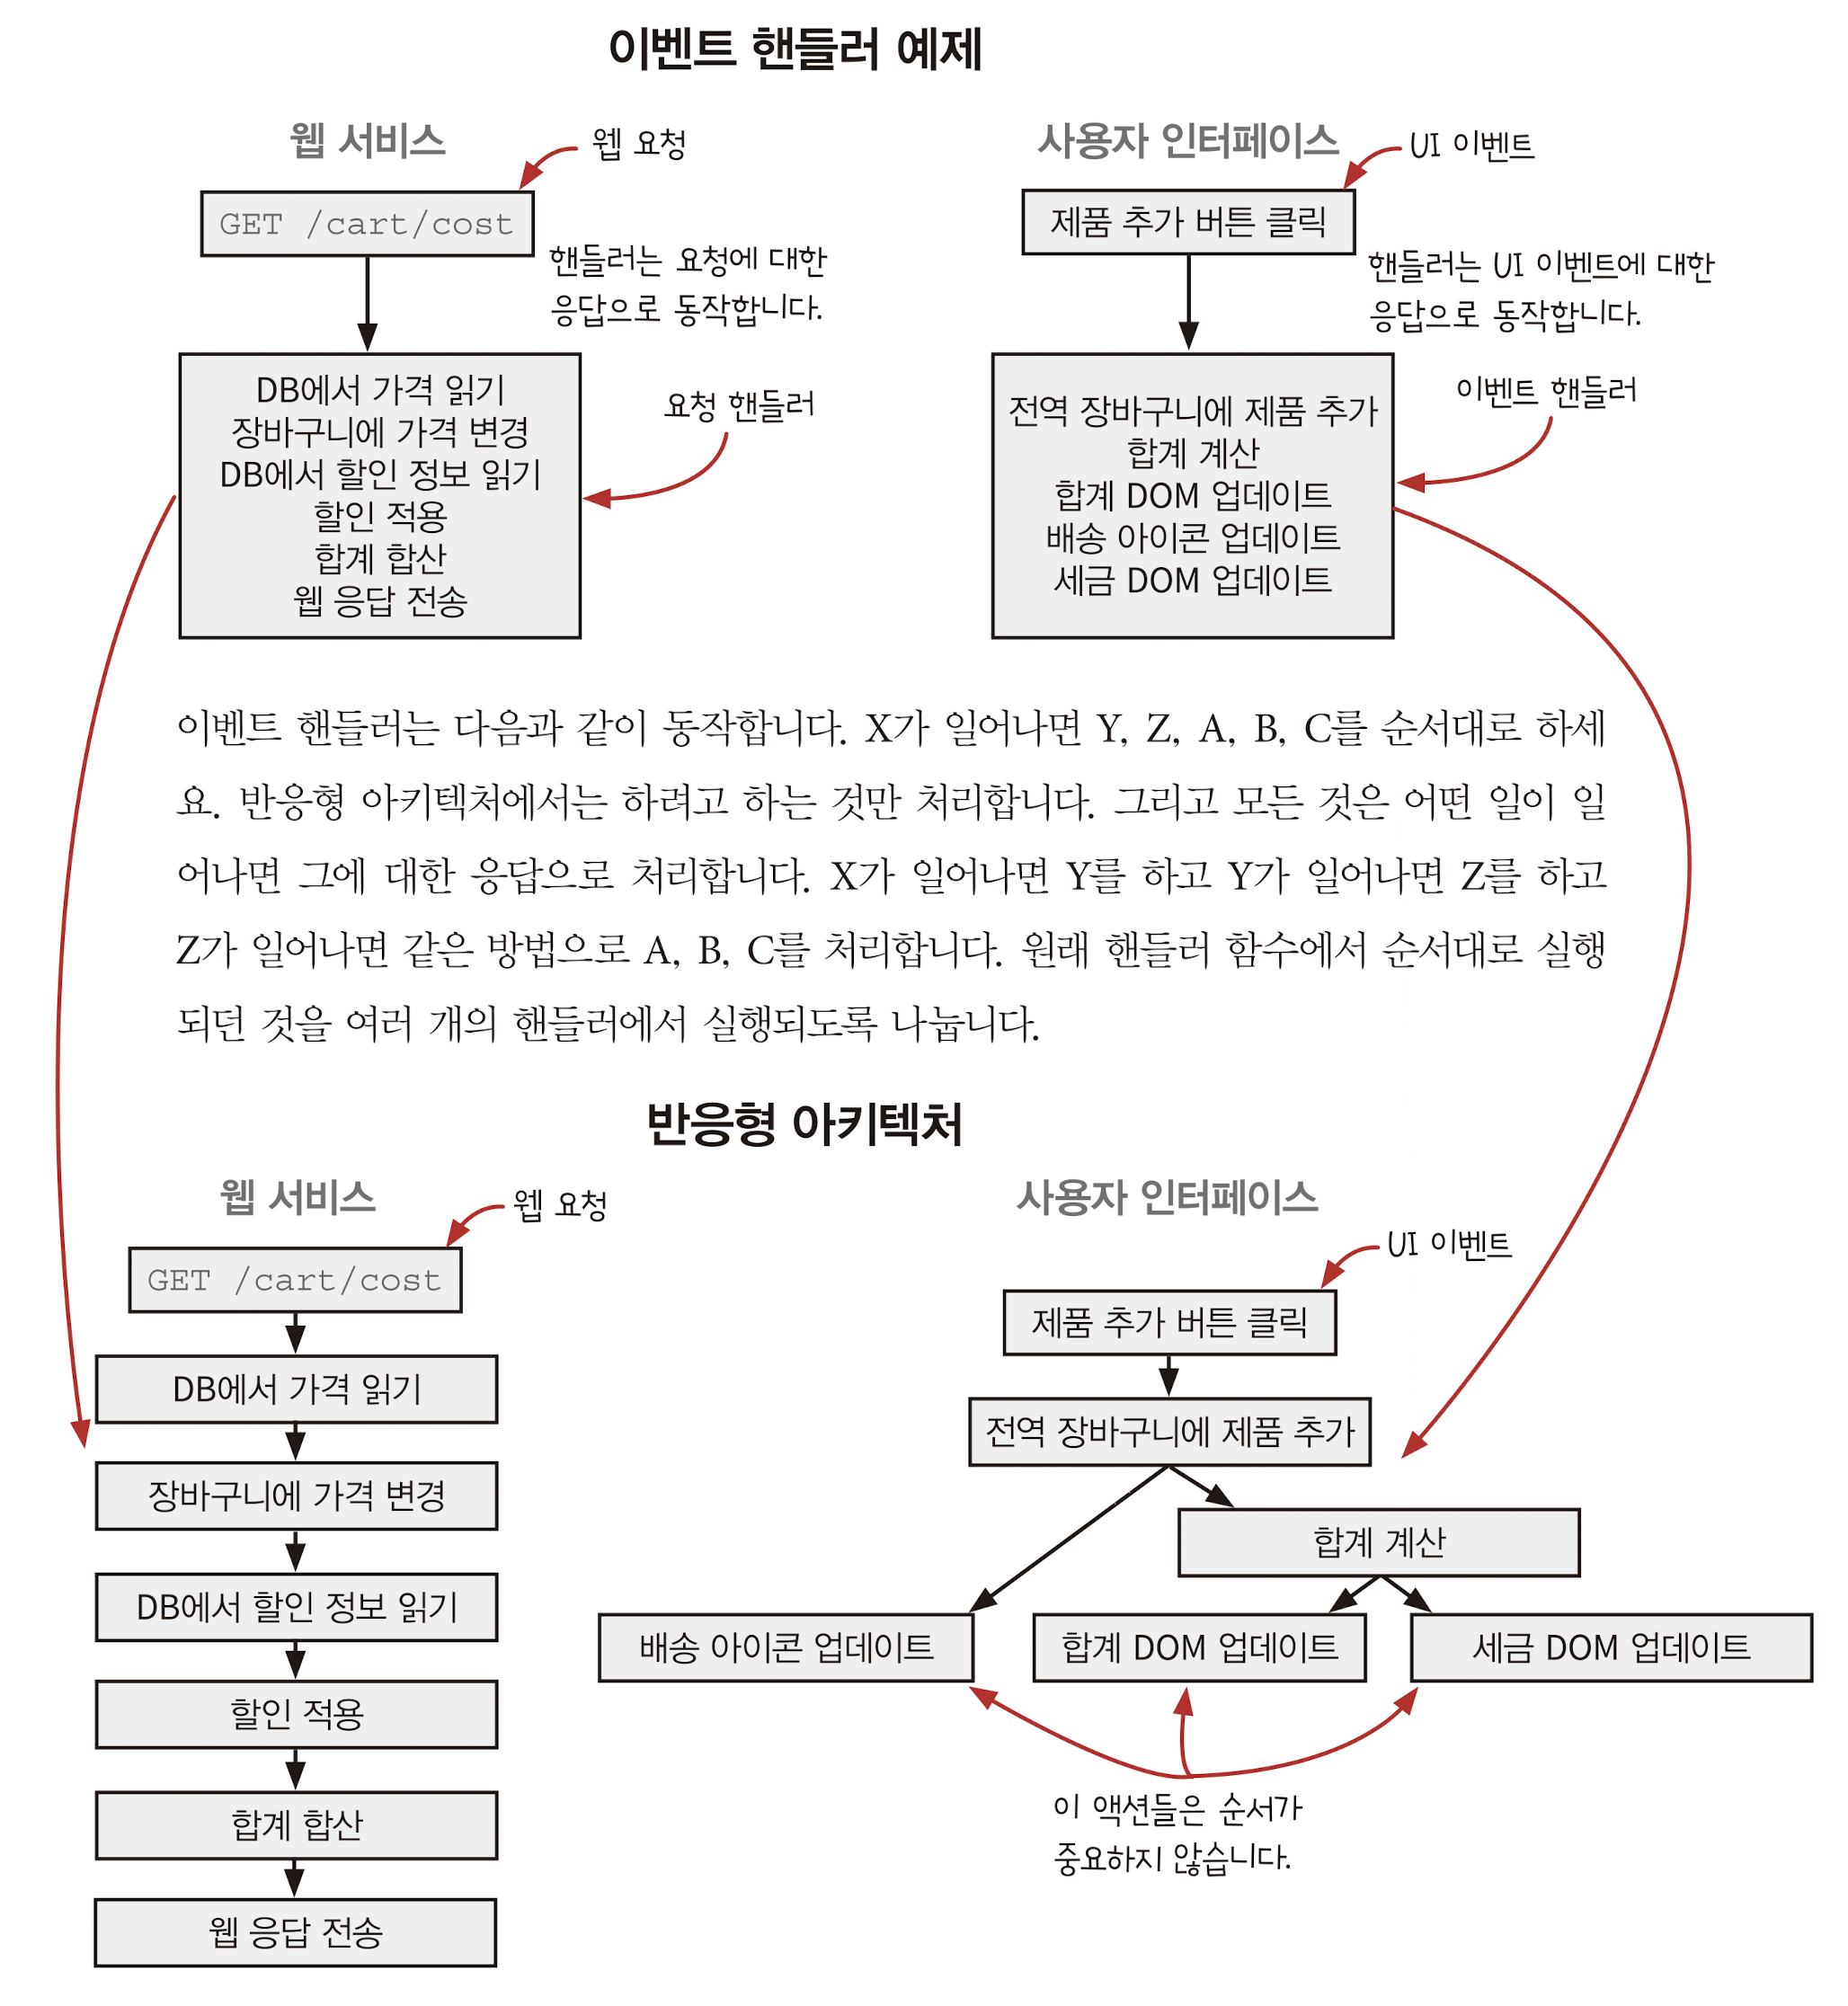 이벤트 핸들러 예제
웹 서비스
웹 요청
GET /cart/cost
핸들러는 요청에 대한
응답으로 동작합니다.
DB에서 가격 읽기
장바구니에 가격 변경
DB에서 할인 정보 읽기
할인 적용
합계 합산
웹 응답 전송
요청 핸들러
사용자 인터페이스
UI 이벤트
제품 추가 버튼 클릭
핸들러는 UI 이벤트에 대한
응답으로 동작합니다.
전역 장바구니에 제품 추가
합계 계산
합계 DOM 업데이트
배송 아이콘 업데이트
세금 DOM 업데이트
이벤트 핸들러
이벤트 핸들러는 다음과 같이 동작합니다. X가 일어나면 Y, Z, A, B, C를 순서대로 하세
요. 반응형 아키텍처에서는 하려고 하는 것만 처리합니다. 그리고 모든 것은 어떤 일이 일
어나면 그에 대한 응답으로 처리합니다. X가 일어나면 Y를 하고 Y가 일어나면 Z를 하고
Z가 일어나면 같은 방법으로 A, B, C를 처리합니다. 원래 핸들러 함수에서 순서대로 실행
되던 것을 여러 개의 핸들러에서 실행되도록 나눕니다.
반응형 아키텍처
웹 서비스
웹 요청
GET /cart/cost
DB에서 가격 읽기
장바구니에 가격 변경
DB에서 할인 정보 읽기
할인 적용
합계 합산
웹 응답 전송
사용자 인터페이스
UI 이벤트
제품 추가 버튼 클릭
전역 장바구니에 제품 추가
합계 계산
배송 아이콘 업데이트
합계 DOM 업데이트
세금 DOM 업데이트
이 액션들은 순서가
중요하지 않습니다.